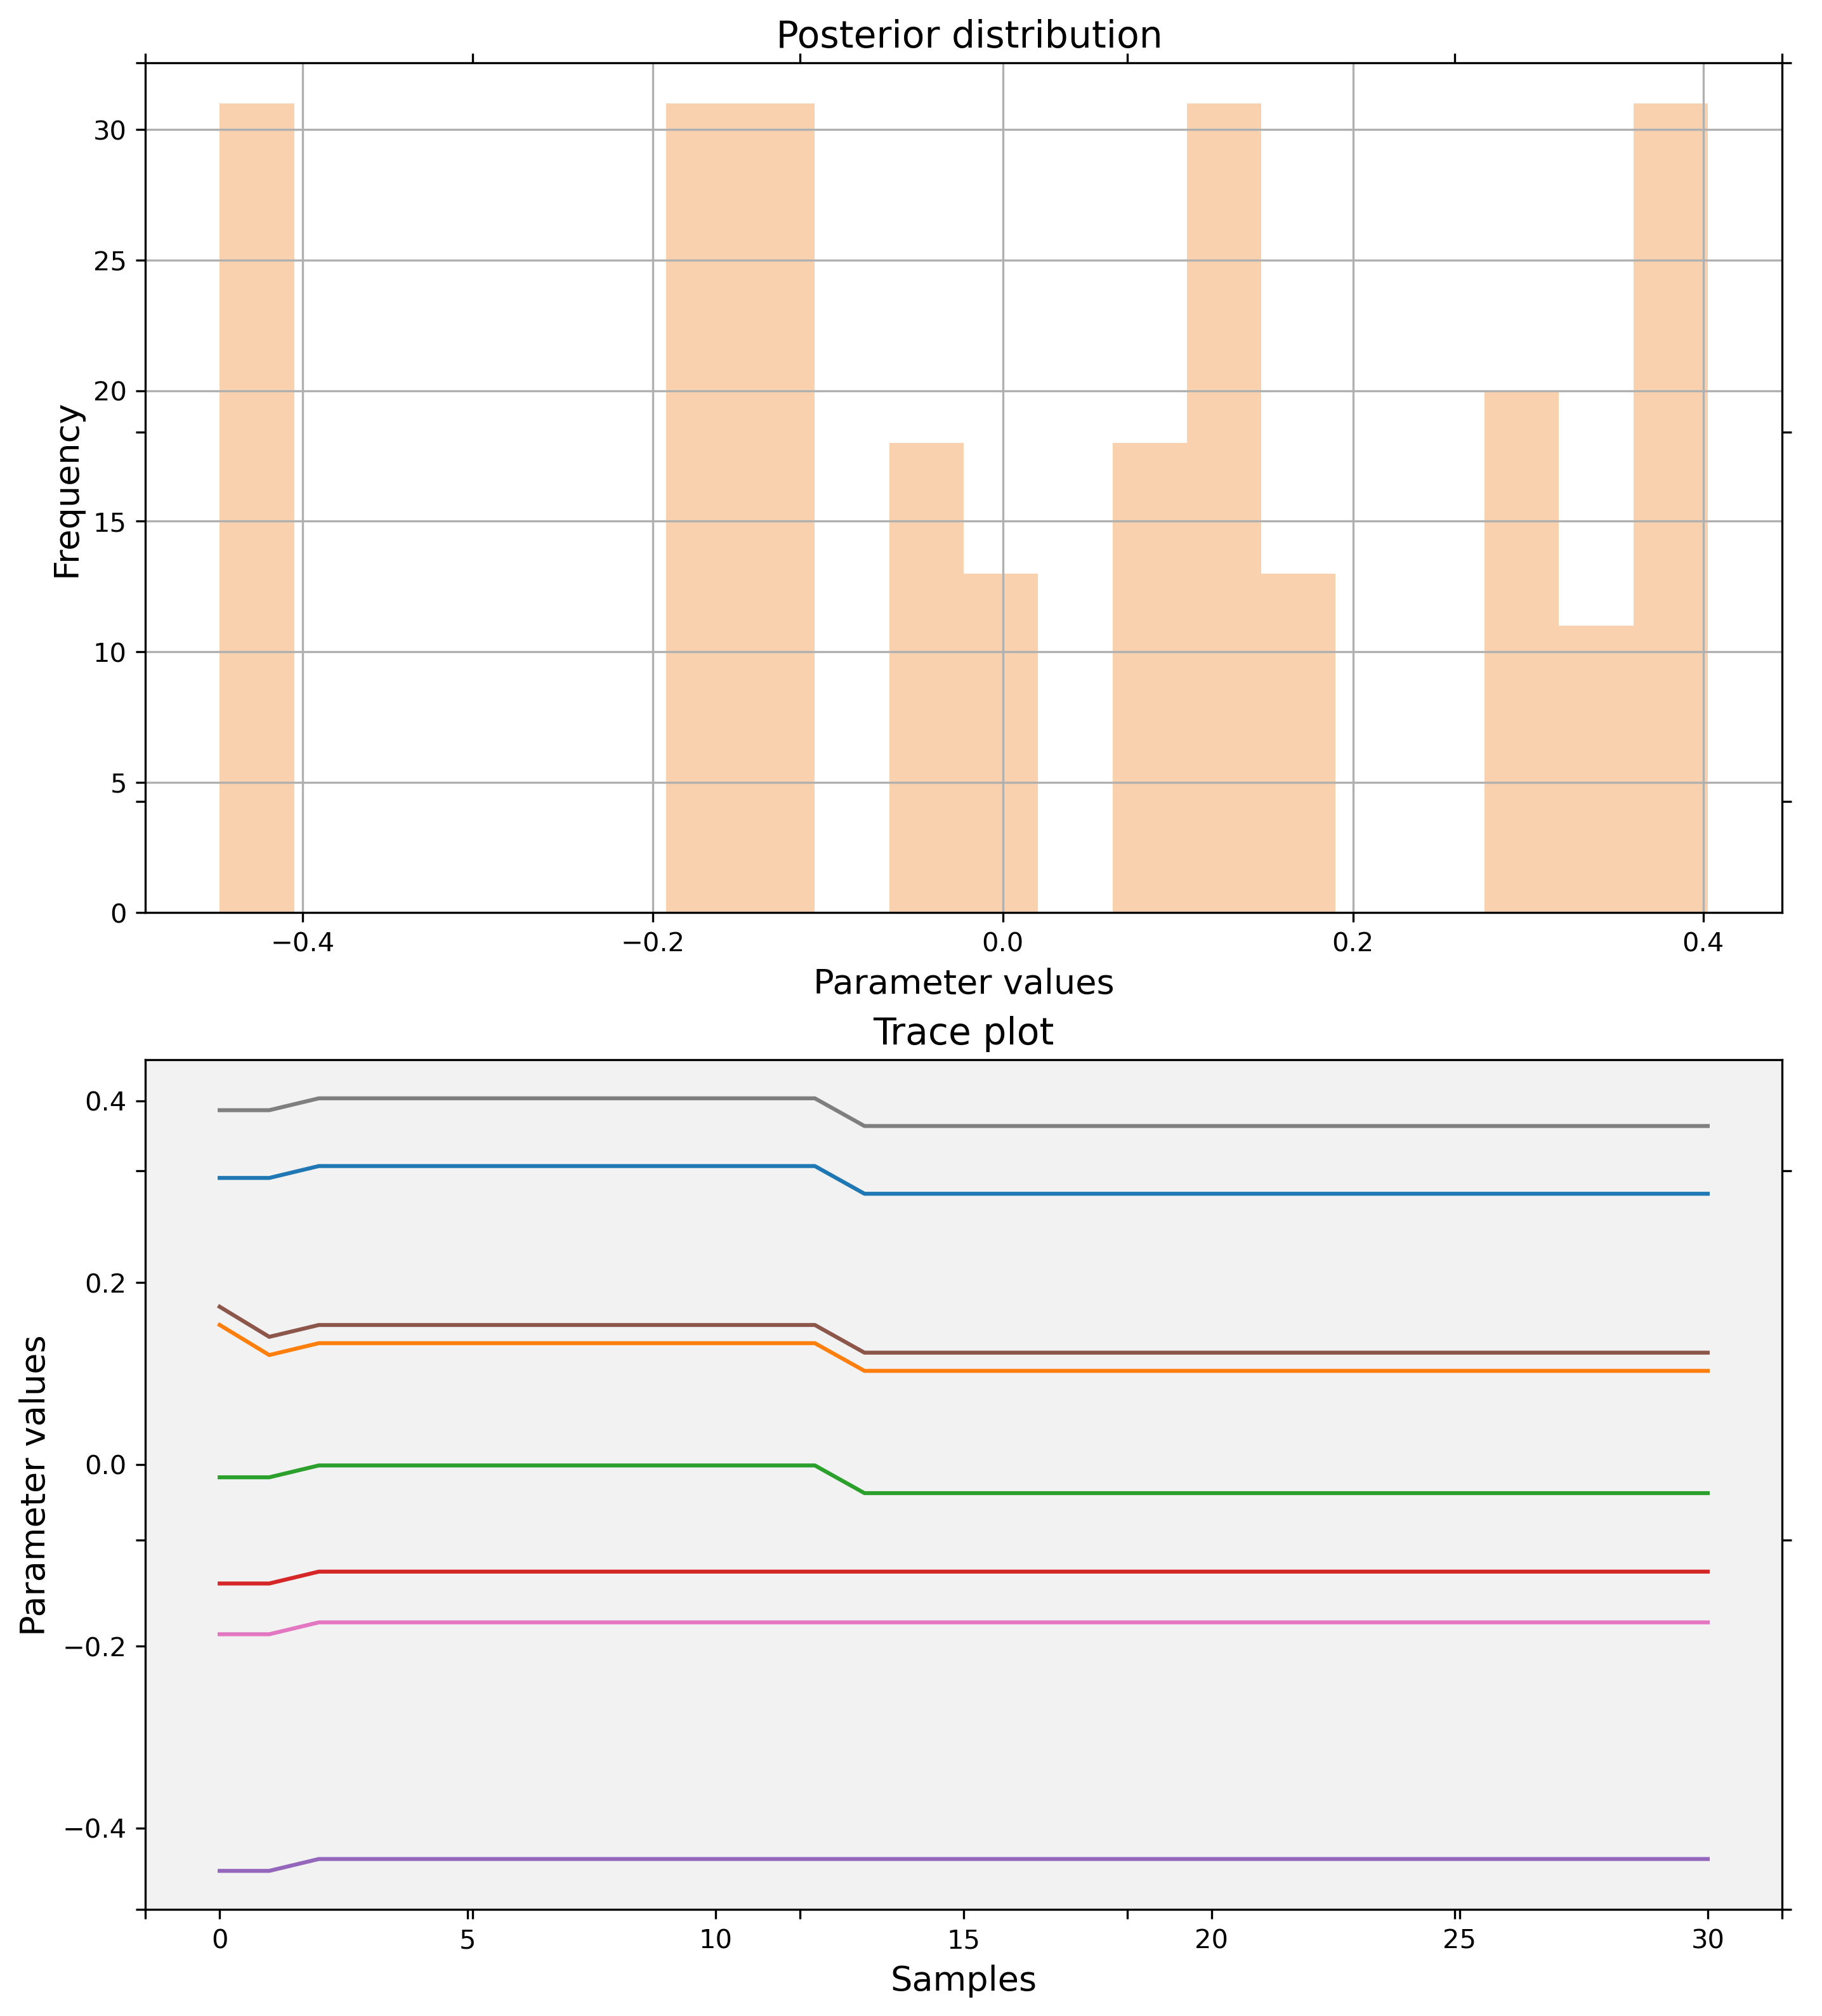 Posterior distribution
30
25
20
15
10
5
0
Frequency
−0.4 −0.2 0.0 0.2 0.4
Parameter values
Trace plot
0.4
0.2
0.0
−0.2
−0.4
Parameter values
0 5 10 15 20 25 30
Samples